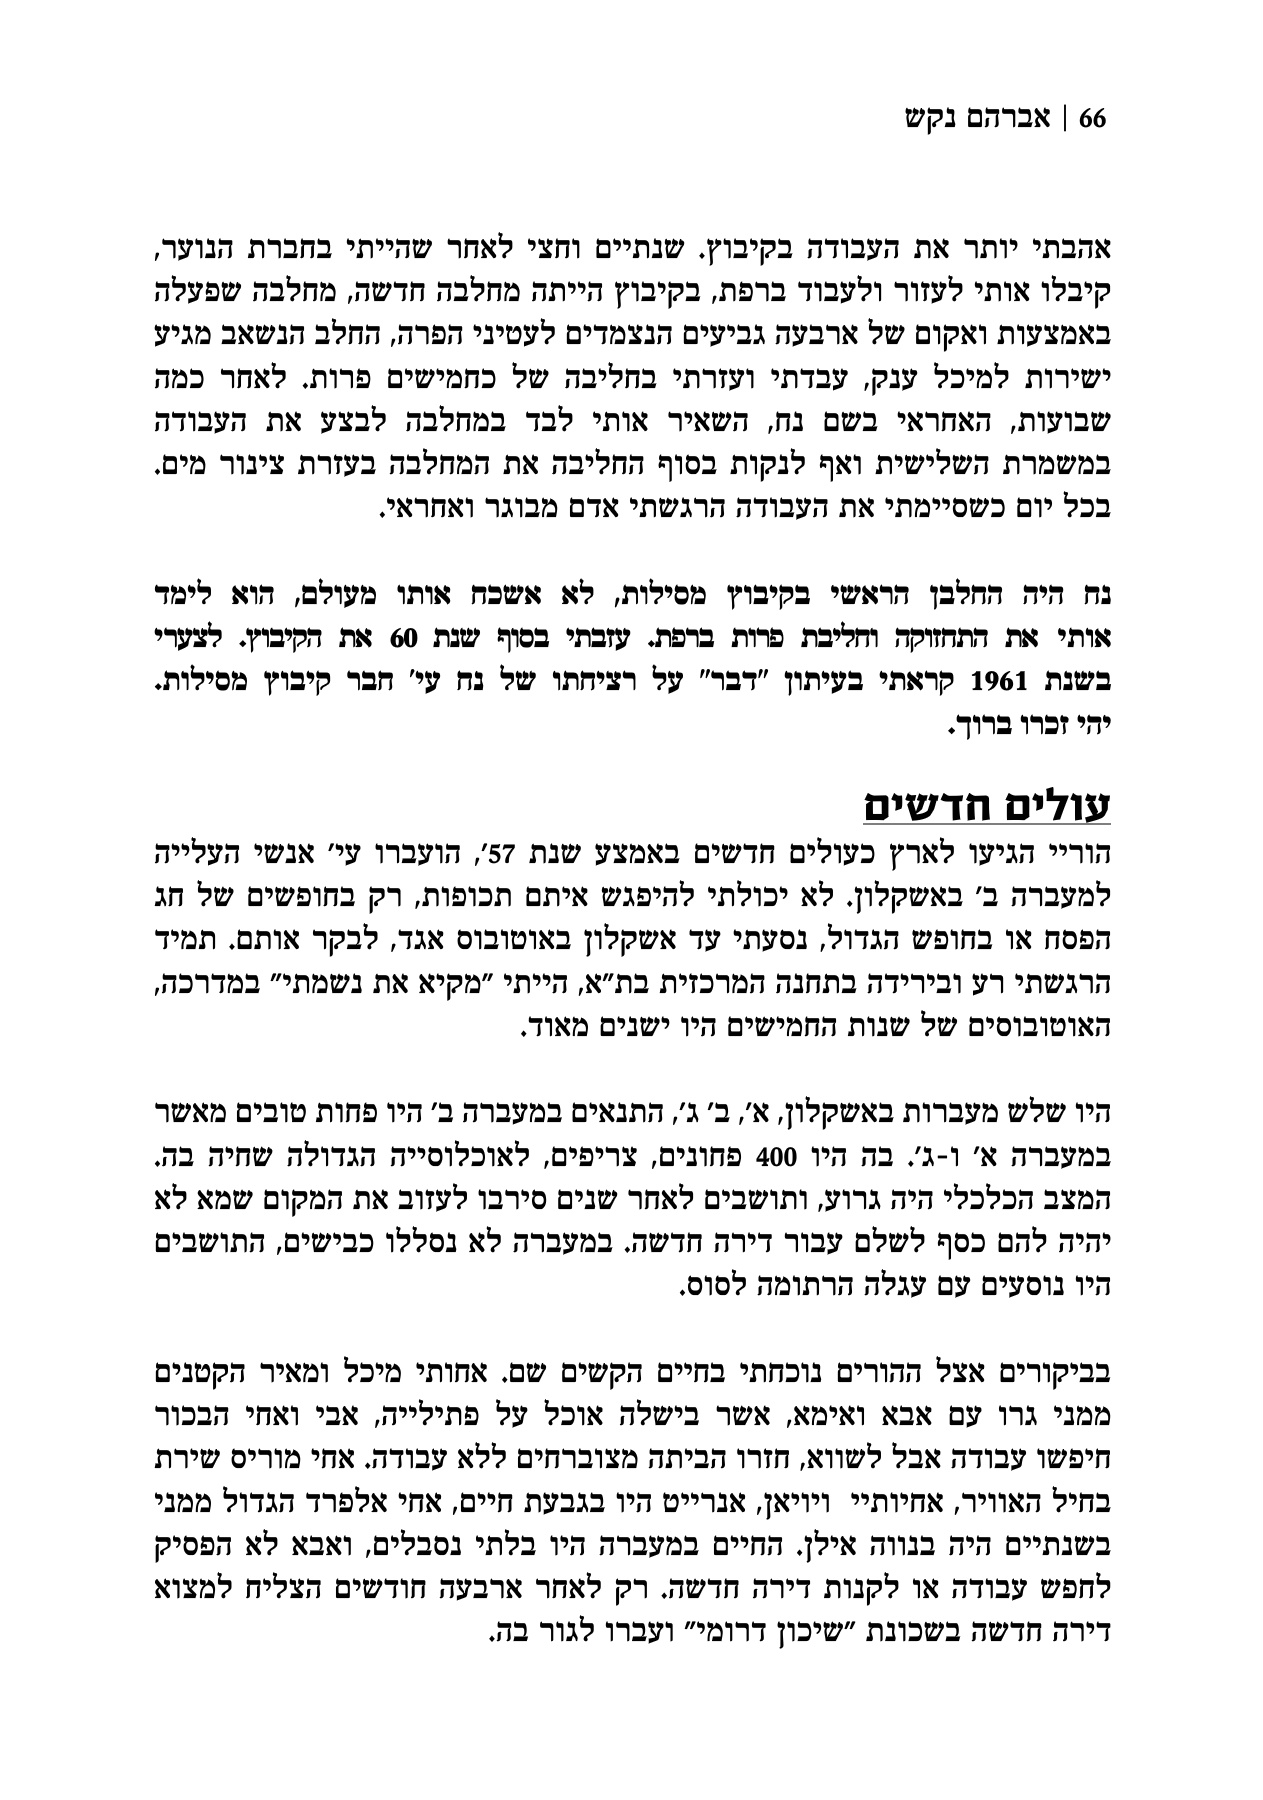 66 | אברהם נקש
אהבתי יותר את העבודה בקיבוץ. שנתיים וחצי לאחר שהייתי בחברת הנוער,
קיבלו אותי לעזור ולעבוד ברפת, בקיבוץ הייתה מחלבה חדשה, מחלבה שפעלה
באמצעות ואקום של ארבעה גביעים הנצמדים לעטיני הפרה, החלב הנשאב מגיע
ישירות למיכל ענק, עבדתי ועזרתי בחליבה של כחמישים פרות. לאחר כמה
שבועות, האחראי בשם נח, השאיר אותי לבד במחלבה לבצע את העבודה
במשמרת השלישית ואף לנקות בסוף החליבה את המחלבה בעזרת צינור מים.
בכל יום כשסיימתי את העבודה הרגשתי אדם מבוגר ואחראי.
נח היה החלבן הראשי בקיבוץ מסילות, לא אשכח אותו מעולם, הוא לימד
אותי את התחזוקה וחליבת פרות ברפת. עזבתי בסוף שנת 60 את הקיבוץ. לצערי
בשנת 1961 קראתי בעיתון "דבר" על רציחתו של נח עי' חבר קיבוץ מסילות.
יהי זכרו ברוך.
עולים חדשים
הוריי הגיעו לארץ כעולים חדשים באמצע שנת 57', הועברו עי' אנשי העלייה
למעברה ב' באשקלון. לא יכולתי להיפגש איתם תכופות, רק בחופשים של חג
הפסח או בחופש הגדול, נסעתי עד אשקלון באוטובוס אגד, לבקר אותם. תמיד
הרגשתי רע ובירידה בתחנה המרכזית בת"א, הייתי "מקיא את נשמתי" במדרכה,
האוטובוסים של שנות החמישים היו ישנים מאוד.
היו שלש מעברות באשקלון, א', ב' ג', התנאים במעברה ב' היו פחות טובים מאשר
במעברה א' ו-ג'. בה היו 400 פחונים, צריפים, לאוכלוסייה הגדולה שחיה בה.
המצב הכלכלי היה גרוע, ותושבים לאחר שנים סירבו לעזוב את המקום שמא לא
יהיה להם כסף לשלם עבור דירה חדשה. במעברה לא נסללו כבישים, התושבים
היו נוסעים עם עגלה הרתומה לסוס.
בביקורים אצל ההורים נוכחתי בחיים הקשים שם. אחותי מיכל ומאיר הקטנים
ממני גרו עם אבא ואימא, אשר בישלה אוכל על פתילייה, אבי ואחי הבכור
חיפשו עבודה אבל לשווא, חזרו הביתה מצוברחים ללא עבודה. אחי מוריס שירת
בחיל האוויר, אחיותיי ויויאן, אנרייט היו בגבעת חיים, אחי אלפרד הגדול ממני
בשנתיים היה בנווה אילן. החיים במעברה היו בלתי נסבלים, ואבא לא הפסיק
לחפש עבודה או לקנות דירה חדשה. רק לאחר ארבעה חודשים הצליח למצוא
דירה חדשה בשכונת "שיכון דרומי" ועברו לגור בה.